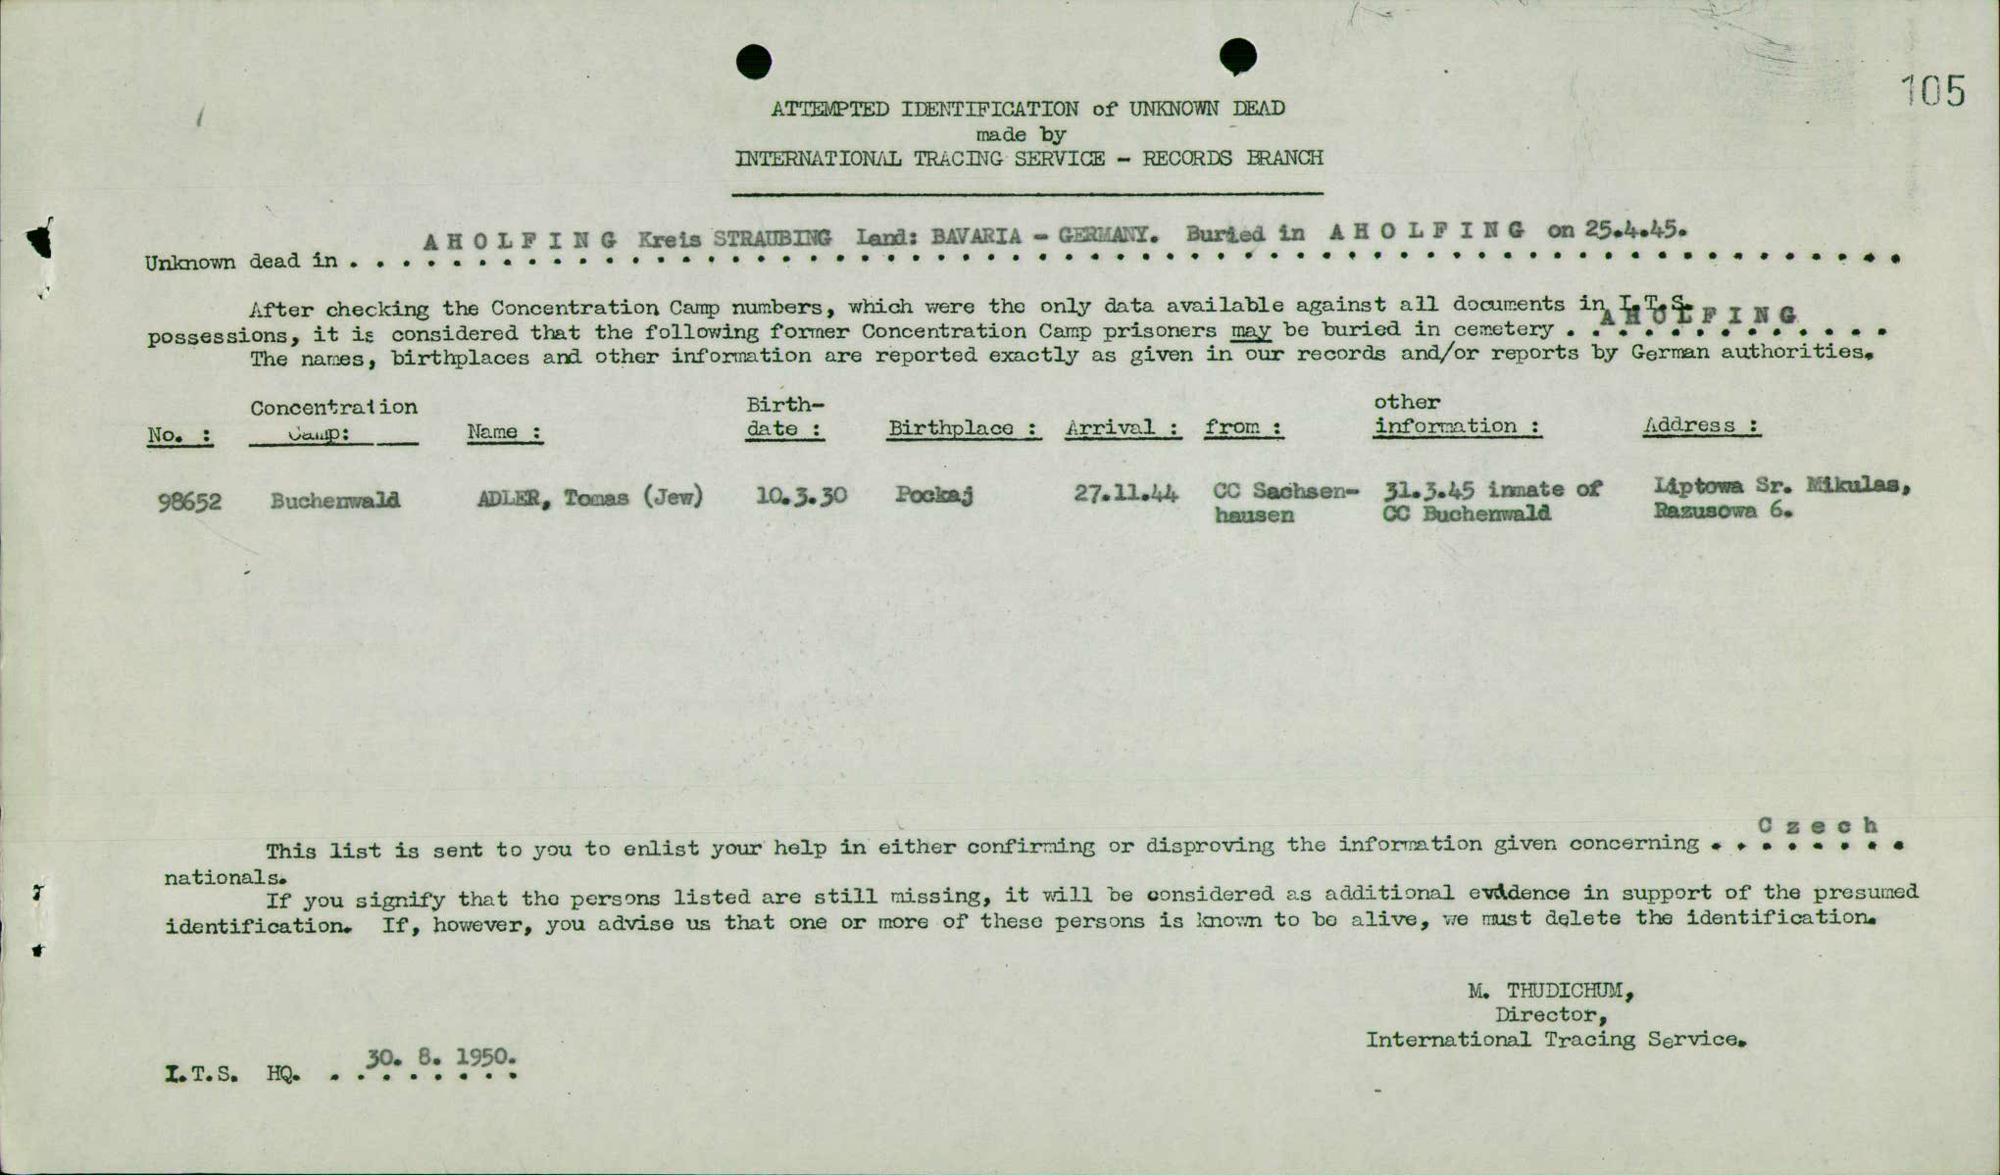 105
ATTEMPTED IDENTIFICATION of UNKNOWN DEAD
made by
INTERNATIONAL TRACING SERVICE - RECORDS BRANCH
A H O L F I N G Kreis STRAUBING Land: BAVARIA - GERMANY. Buried in A H O L F I N G on 25.4.45.
Unknown dead in . . . . . . . . . . . . . . . . . . . . . . . . . . . . . . . . . . . . . . . . . . . . . . . . . . . . . . . . . . . .
After checking the Concentration Camp numbers, which were the only data available against all documents in I.T.S.
possessions, it is considered that the following former Concentration Camp prisoners may be buried in cemetery . . A H O L F I N G . . . .
The names, birthplaces and other information are reported exactly as given in our records and/or reports by German authorities.
No. : Concentration Camp: Name : Birth-date : Birthplace : Arrival : from : other information : Address :
98652 Buchenwald ADLER, Tomas (Jew) 10.3.30 Pockaj 27.11.44 CC Sachsen- 31.3.45 inmate of Liptowa Sr. Mikulas,
hausen CC Buchenwald Razusowa 6.
C z e c h
This list is sent to you to enlist your help in either confirming or disproving the information given concerning . . . . . . . .
nationals.
If you signify that the persons listed are still missing, it will be considered as additional evidence in support of the presumed
identification. If, however, you advise us that one or more of these persons is known to be alive, we must delete the identification.
M. THUDICHUM,
Director,
International Tracing Service.
30. 8. 1950.
I.T.S. HQ. . . . . . . . .